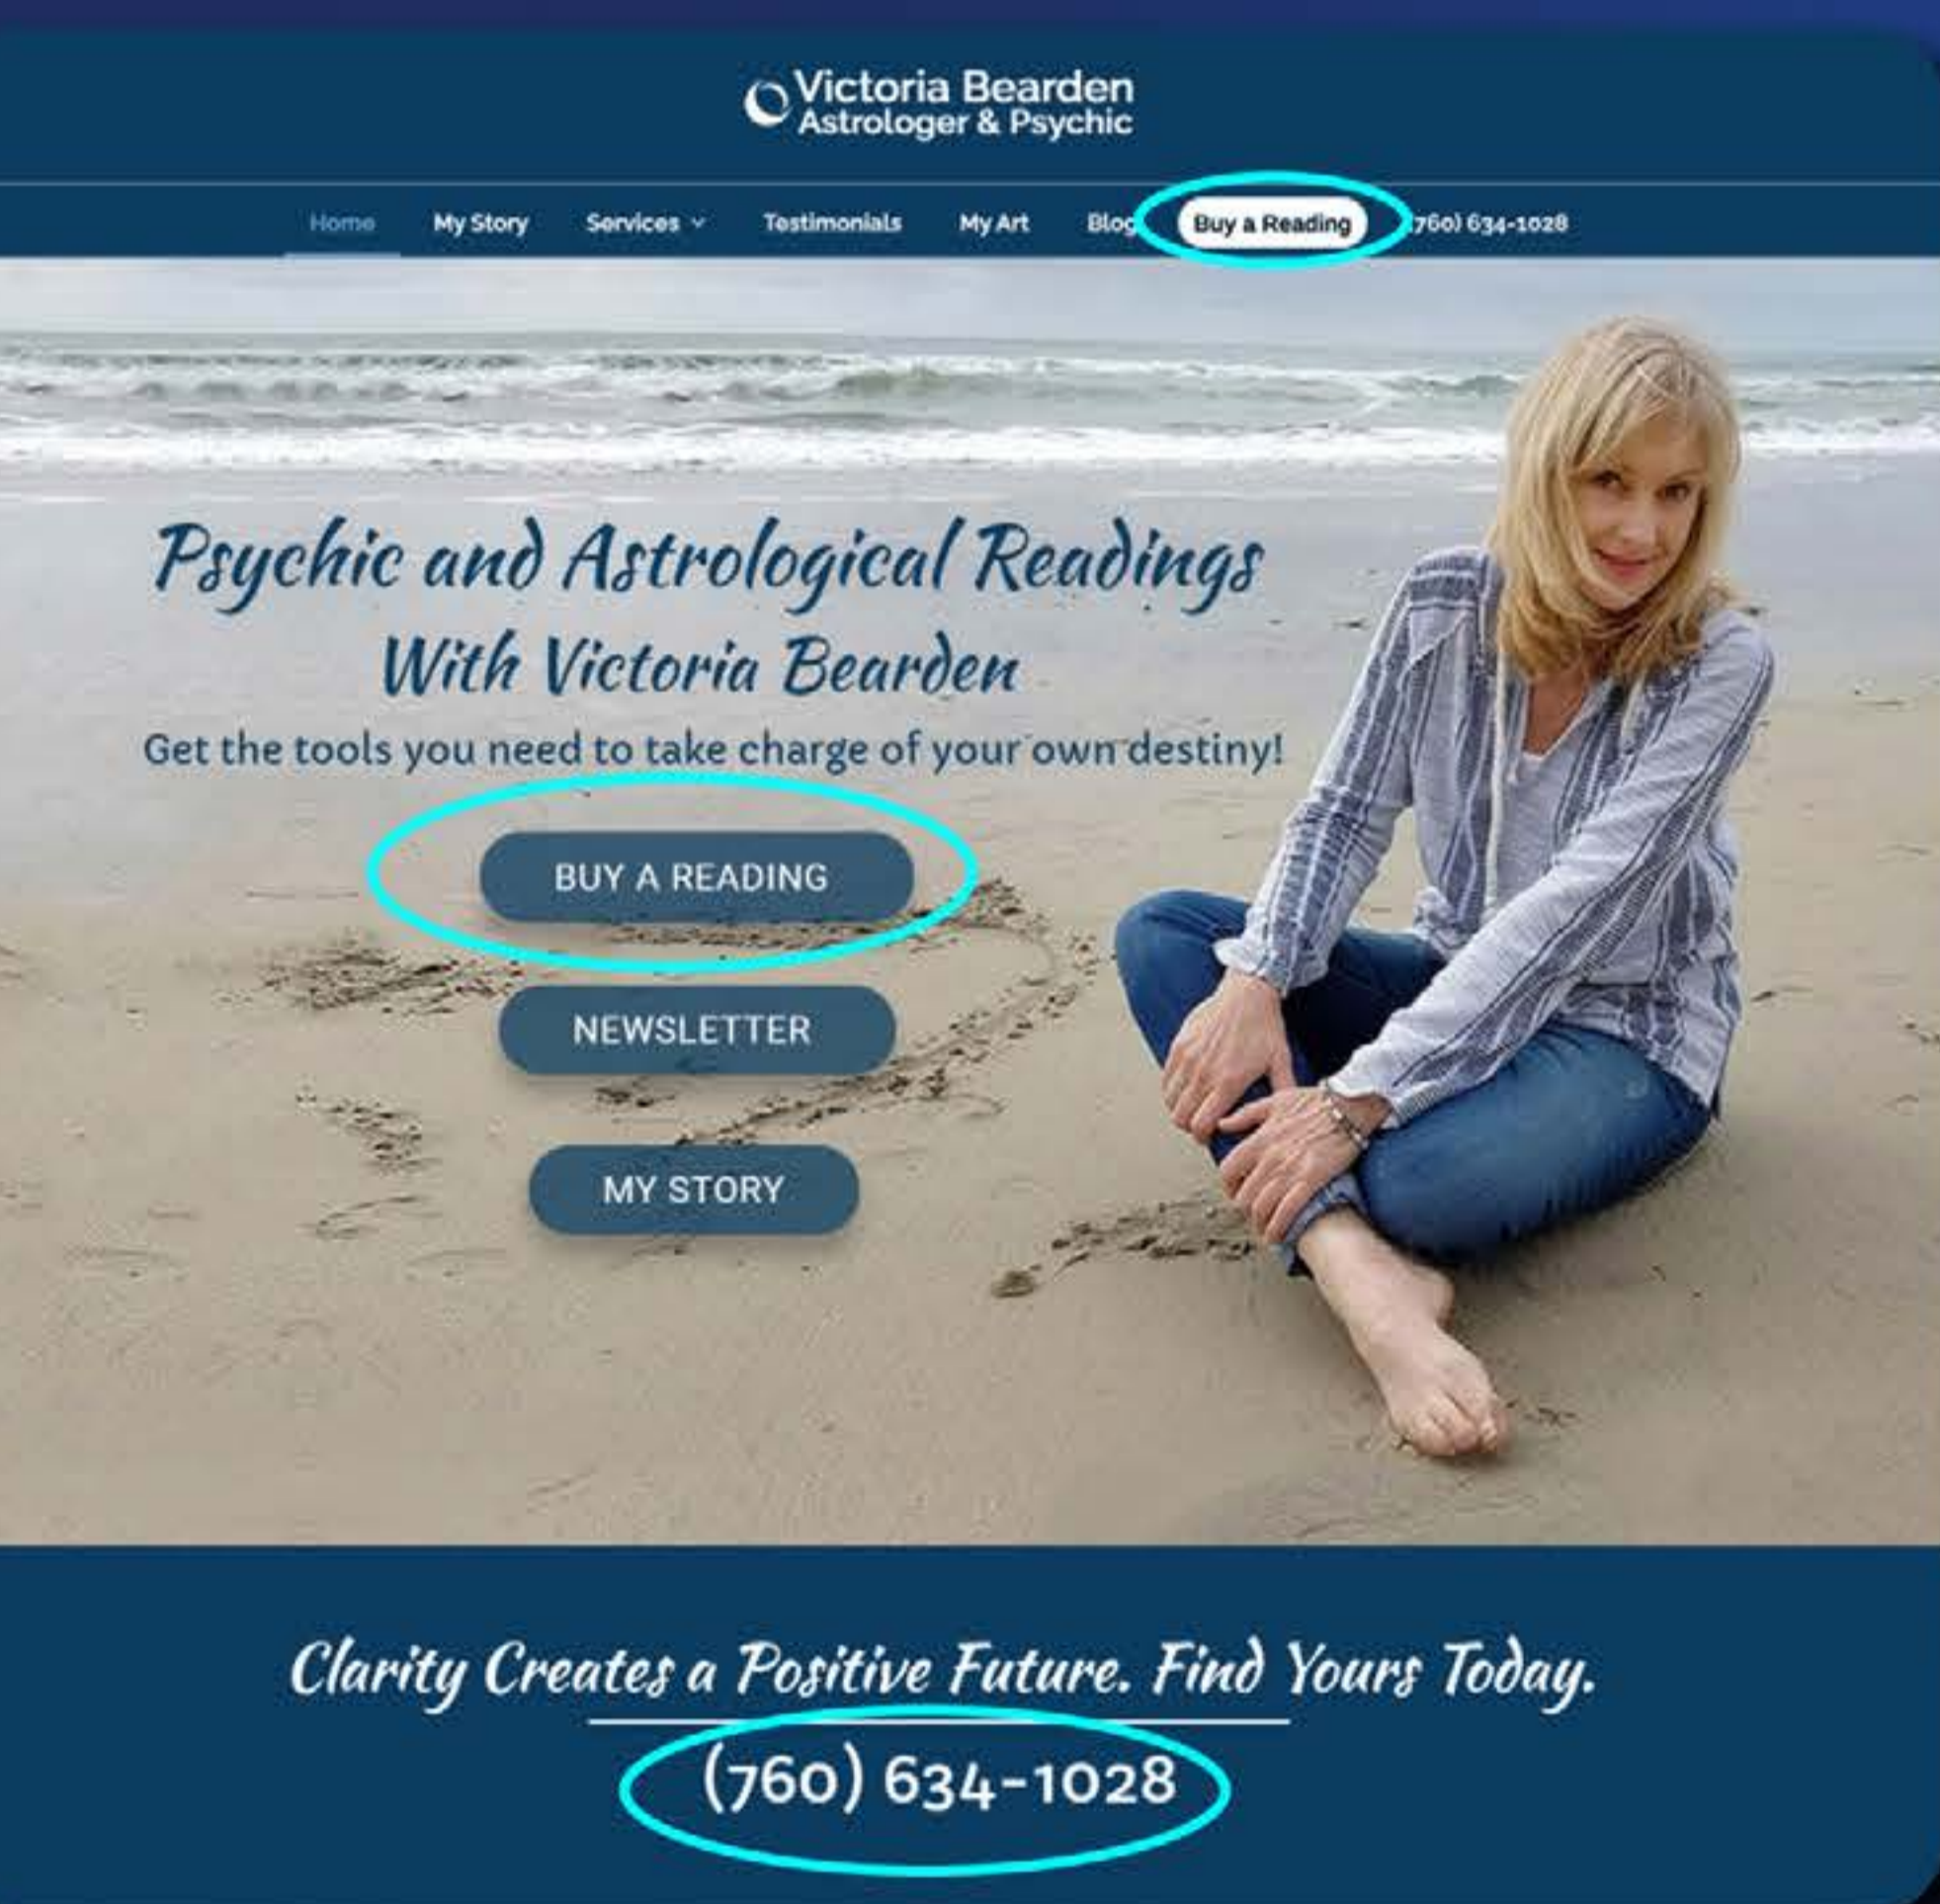 Victoria Bearden
Astrologer & Psychic
Home My Story Services Testimonials My Art Blog Buy a Reading 760) 634-1028
Psychic and Astrological Readings
With Victoria Bearden
Get the tools you need to take charge of your own destiny!
BUY A READING
NEWSLETTER
MY STORY
Clarity Creates a Positive Future. Find Yours Today.
(760) 634-1028